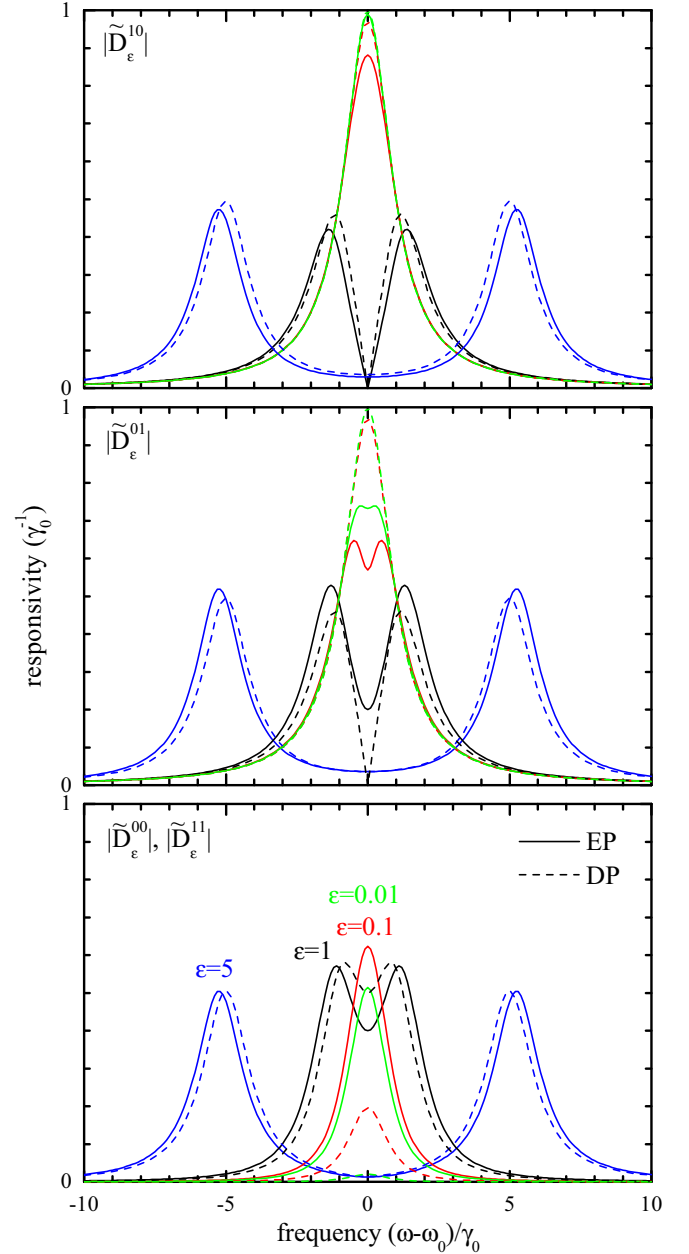 1
|D̃ε¹⁰|
0
1
|D̃ε⁰¹|
responsivity (γ₀⁻¹)
0
1
|D̃ε⁰⁰|, |D̃ε¹¹|
EP
DP
ε=0.01
ε=0.1
ε=1
ε=5
0
-10 -5 0 5 10
frequency (ω-ω₀)/γ₀